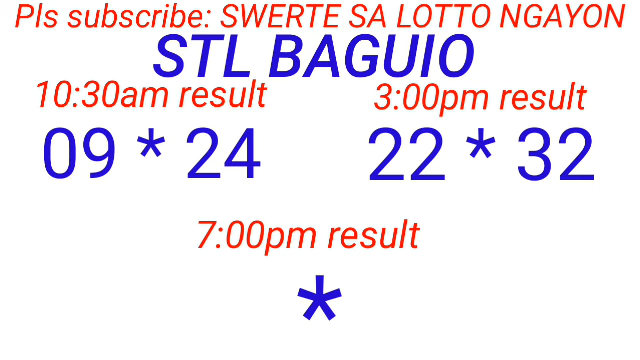 Pls subscribe: SWERTE SA LOTTO NGAYON
STL BAGUIO
10:30am result
09 * 24
3:00pm result
22 * 32
7:00pm result
*